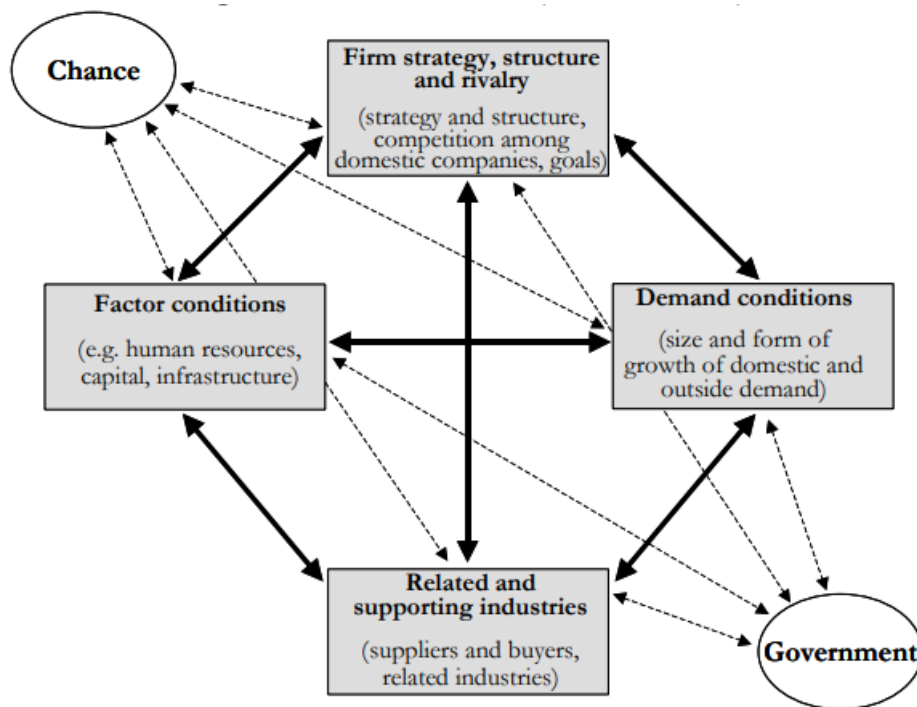 Chance
Firm strategy, structure
and rivalry
(strategy and structure,
competition among
domestic companies, goals)
Factor conditions
(e.g. human resources,
capital, infrastructure)
Demand conditions
(size and form of
growth of domestic and
outside demand)
Related and
supporting industries
(suppliers and buyers,
related industries)
Government